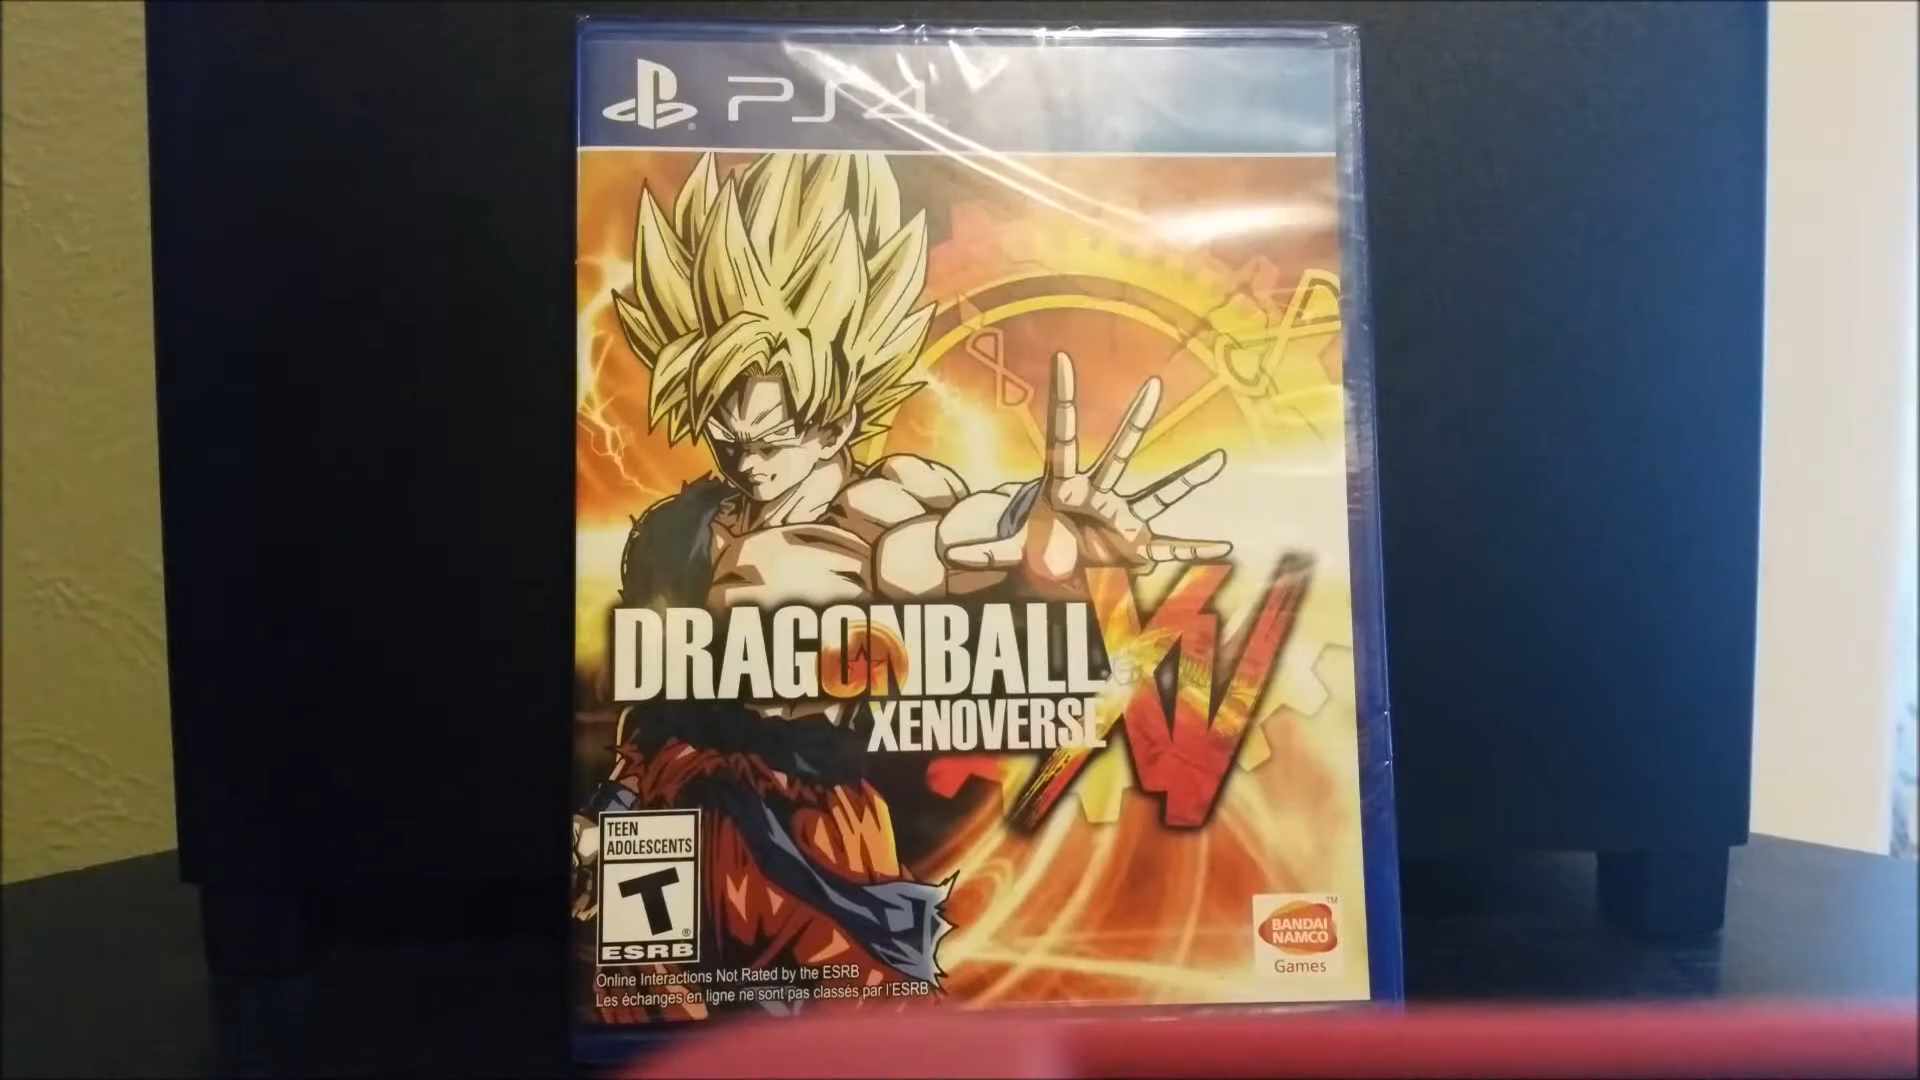 PS4
DRAGONBALL
XENOVERSE
XV
TEEN
ADOLESCENTS
T
ESRB
Online Interactions Not Rated by the ESRB
Les échanges en ligne ne sont pas classés par l'ESRB
BANDAI
NAMCO
Games